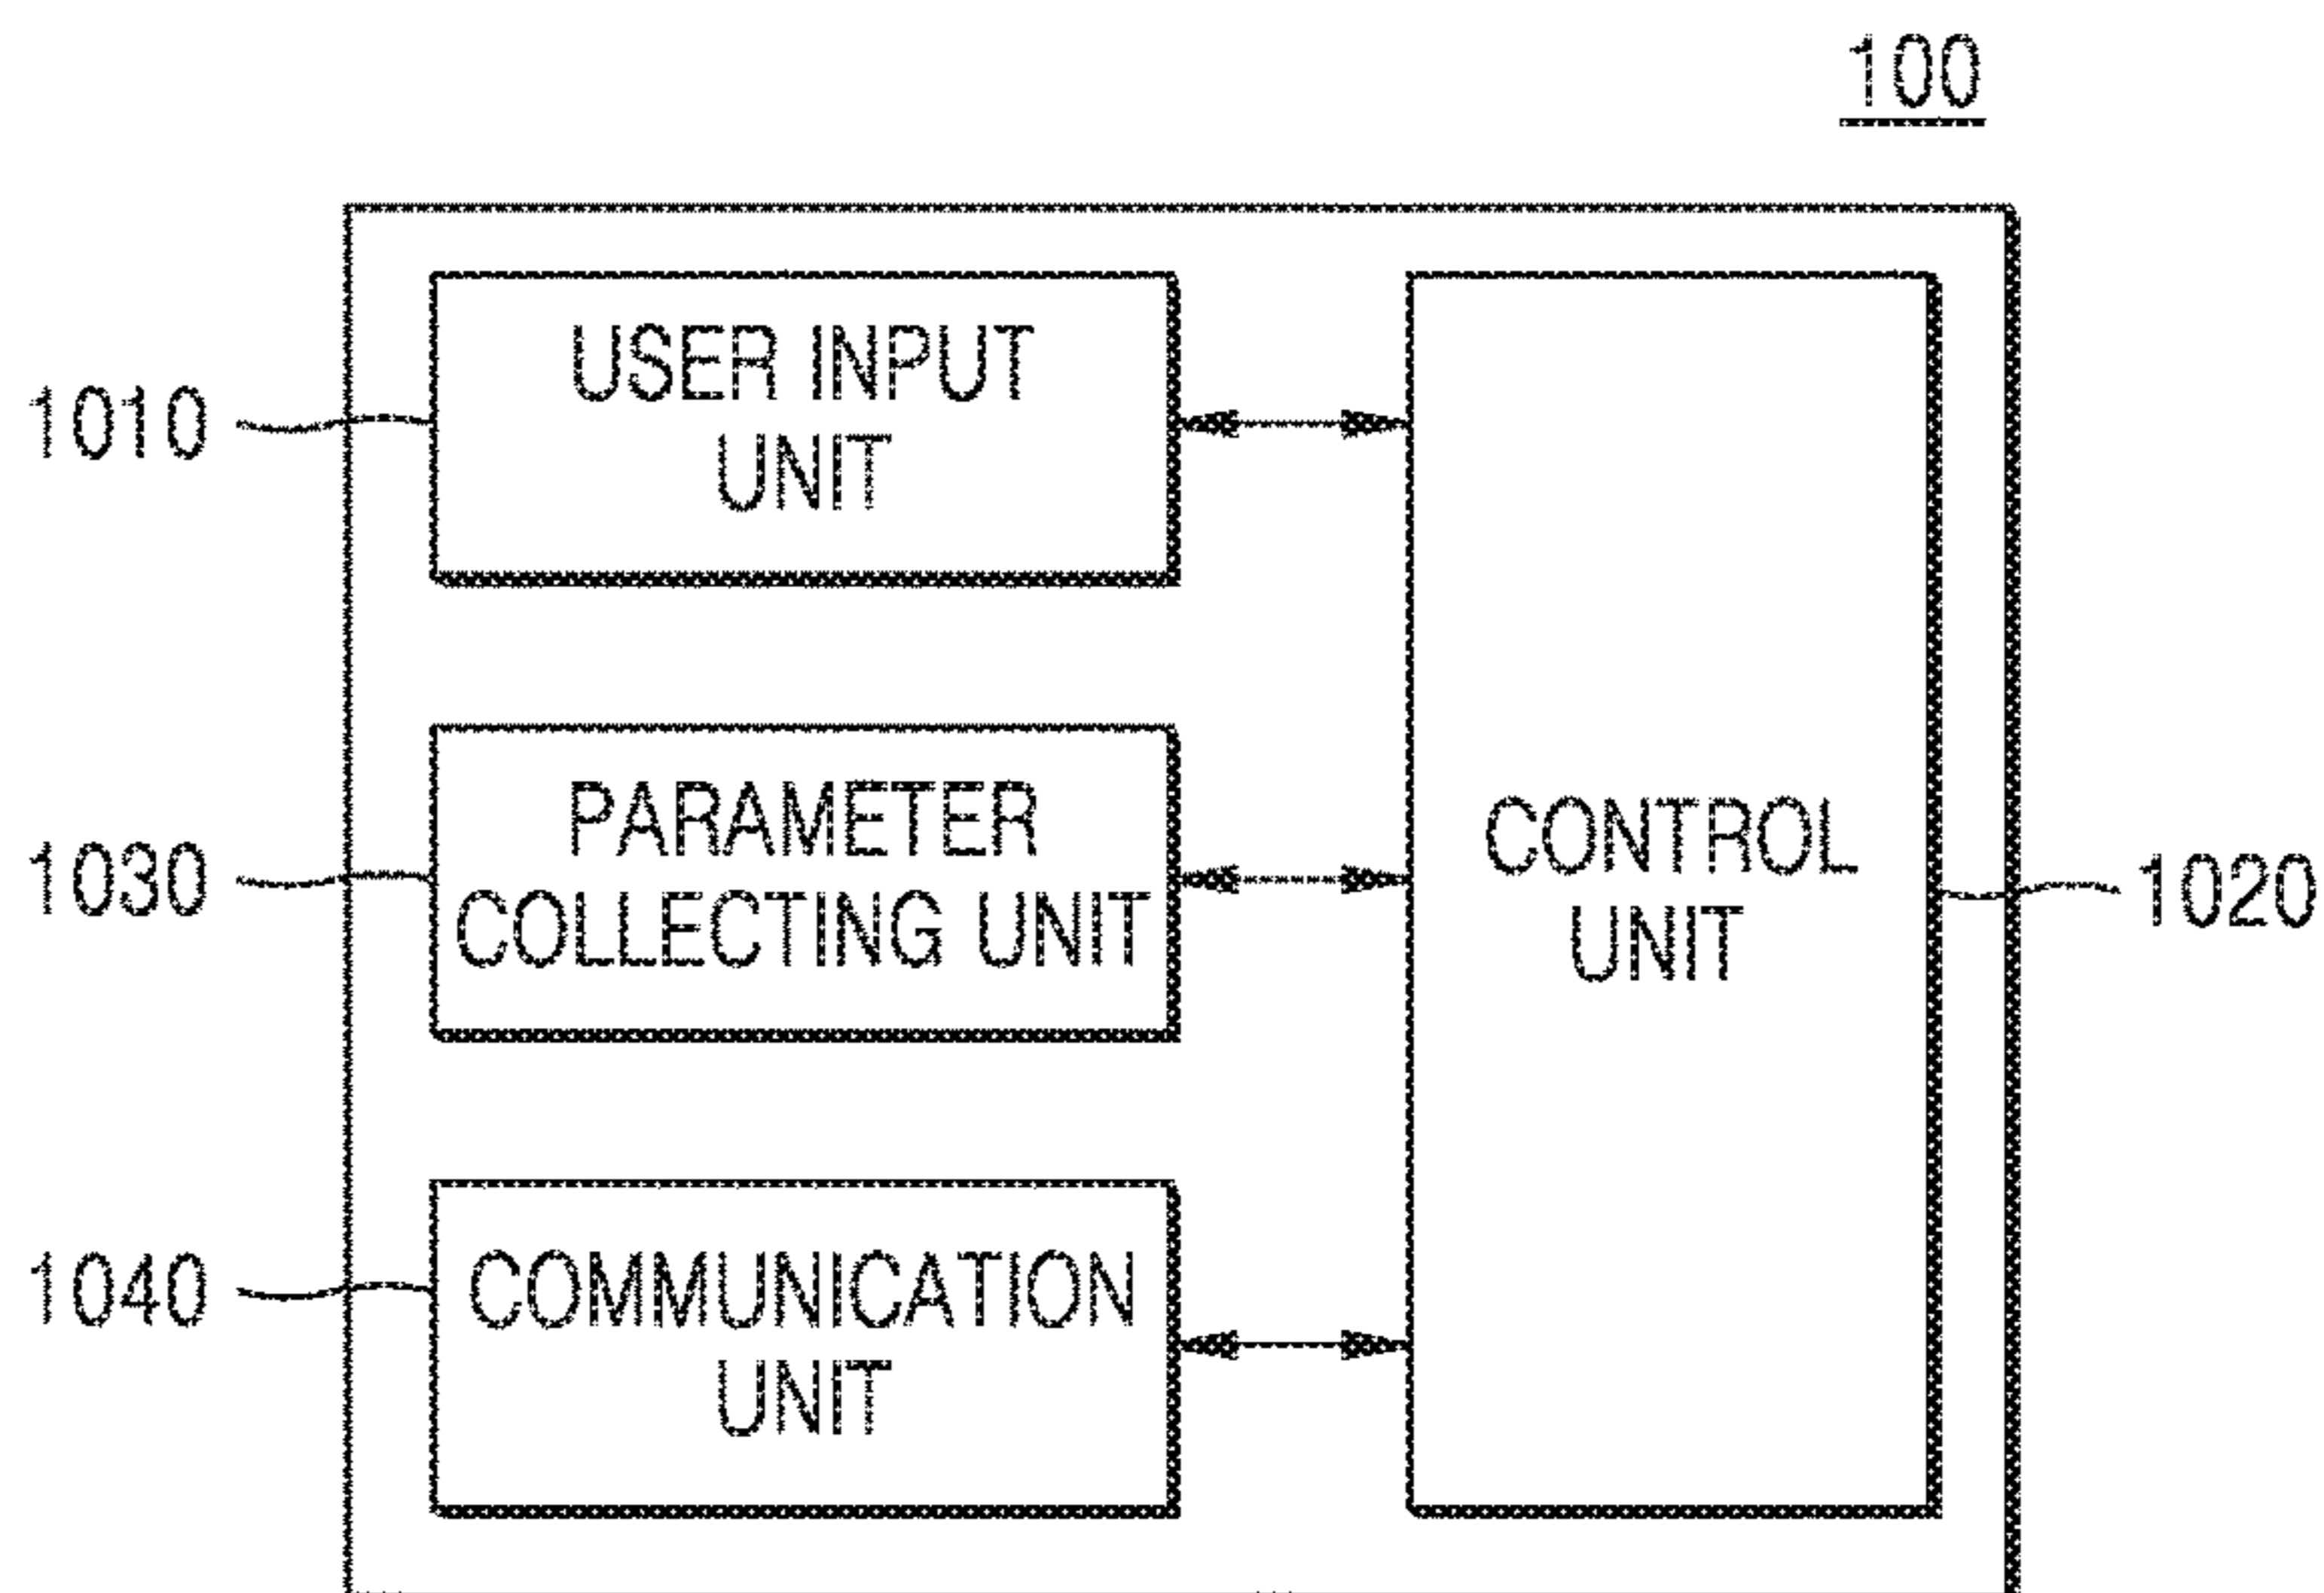 100
1010
USER INPUT
UNIT
1030
PARAMETER
COLLECTING UNIT
CONTROL
UNIT
1020
1040
COMMUNICATION
UNIT